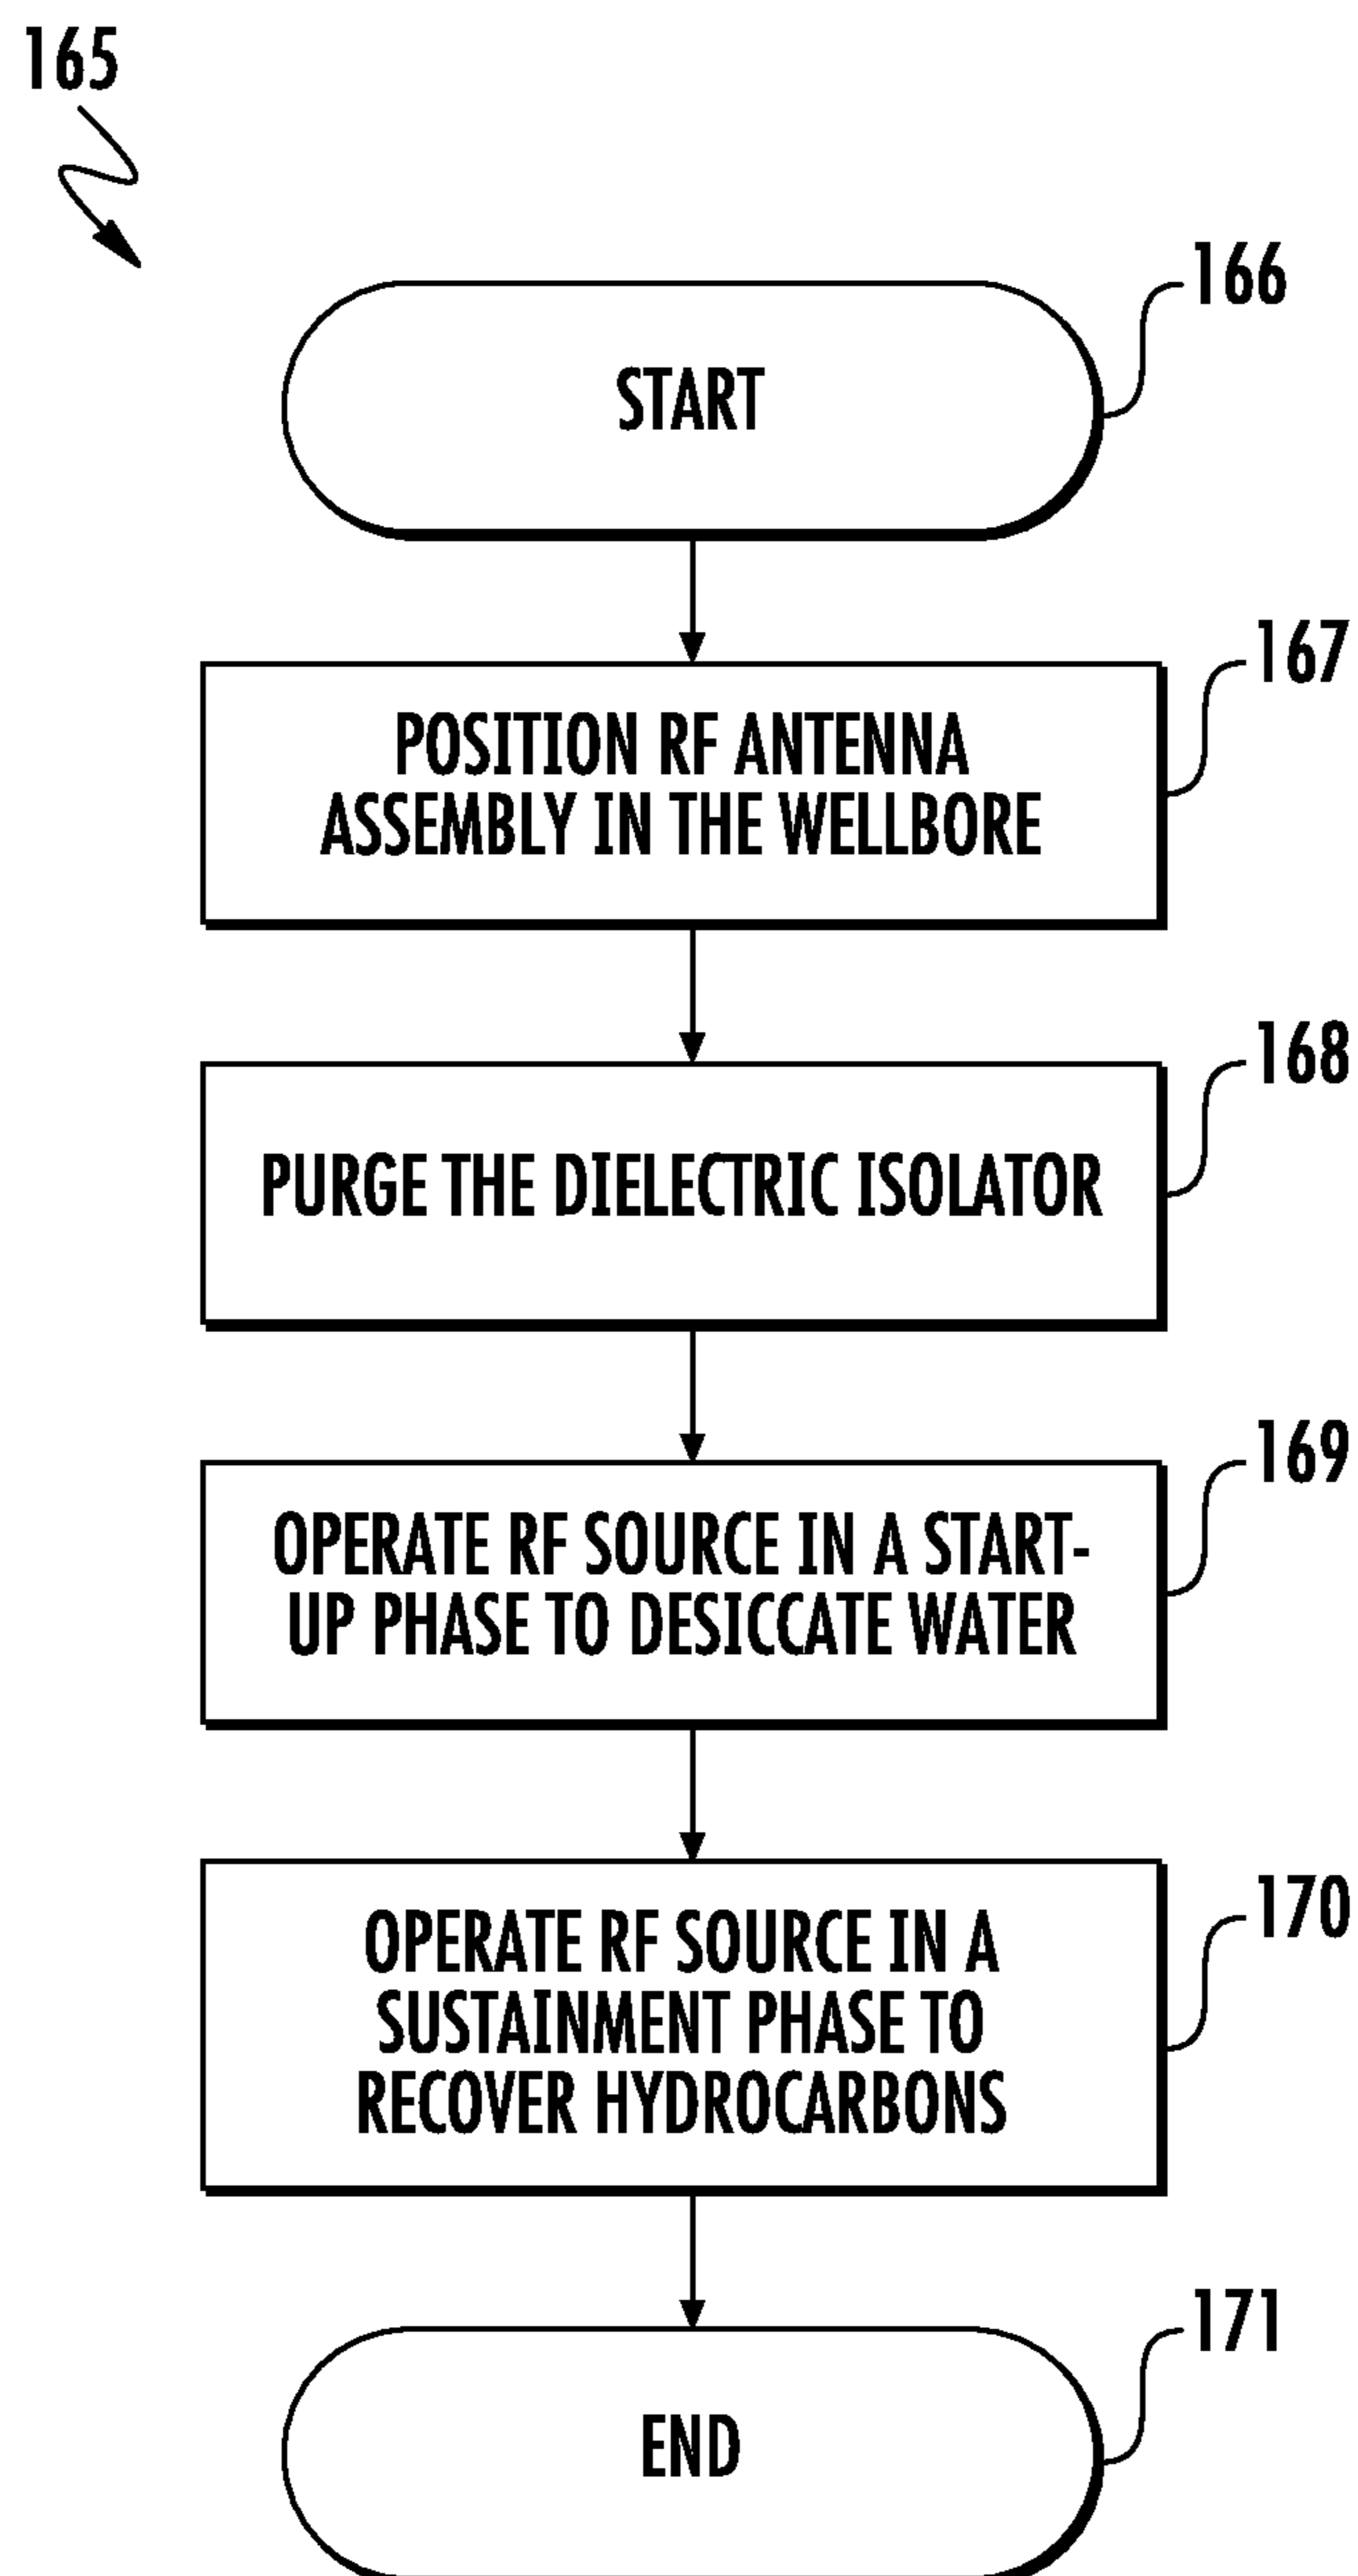 165
166
START
167
POSITION RF ANTENNA
ASSEMBLY IN THE WELLBORE
168
PURGE THE DIELECTRIC ISOLATOR
169
OPERATE RF SOURCE IN A START-
UP PHASE TO DESICCATE WATER
170
OPERATE RF SOURCE IN A
SUSTAINMENT PHASE TO
RECOVER HYDROCARBONS
171
END